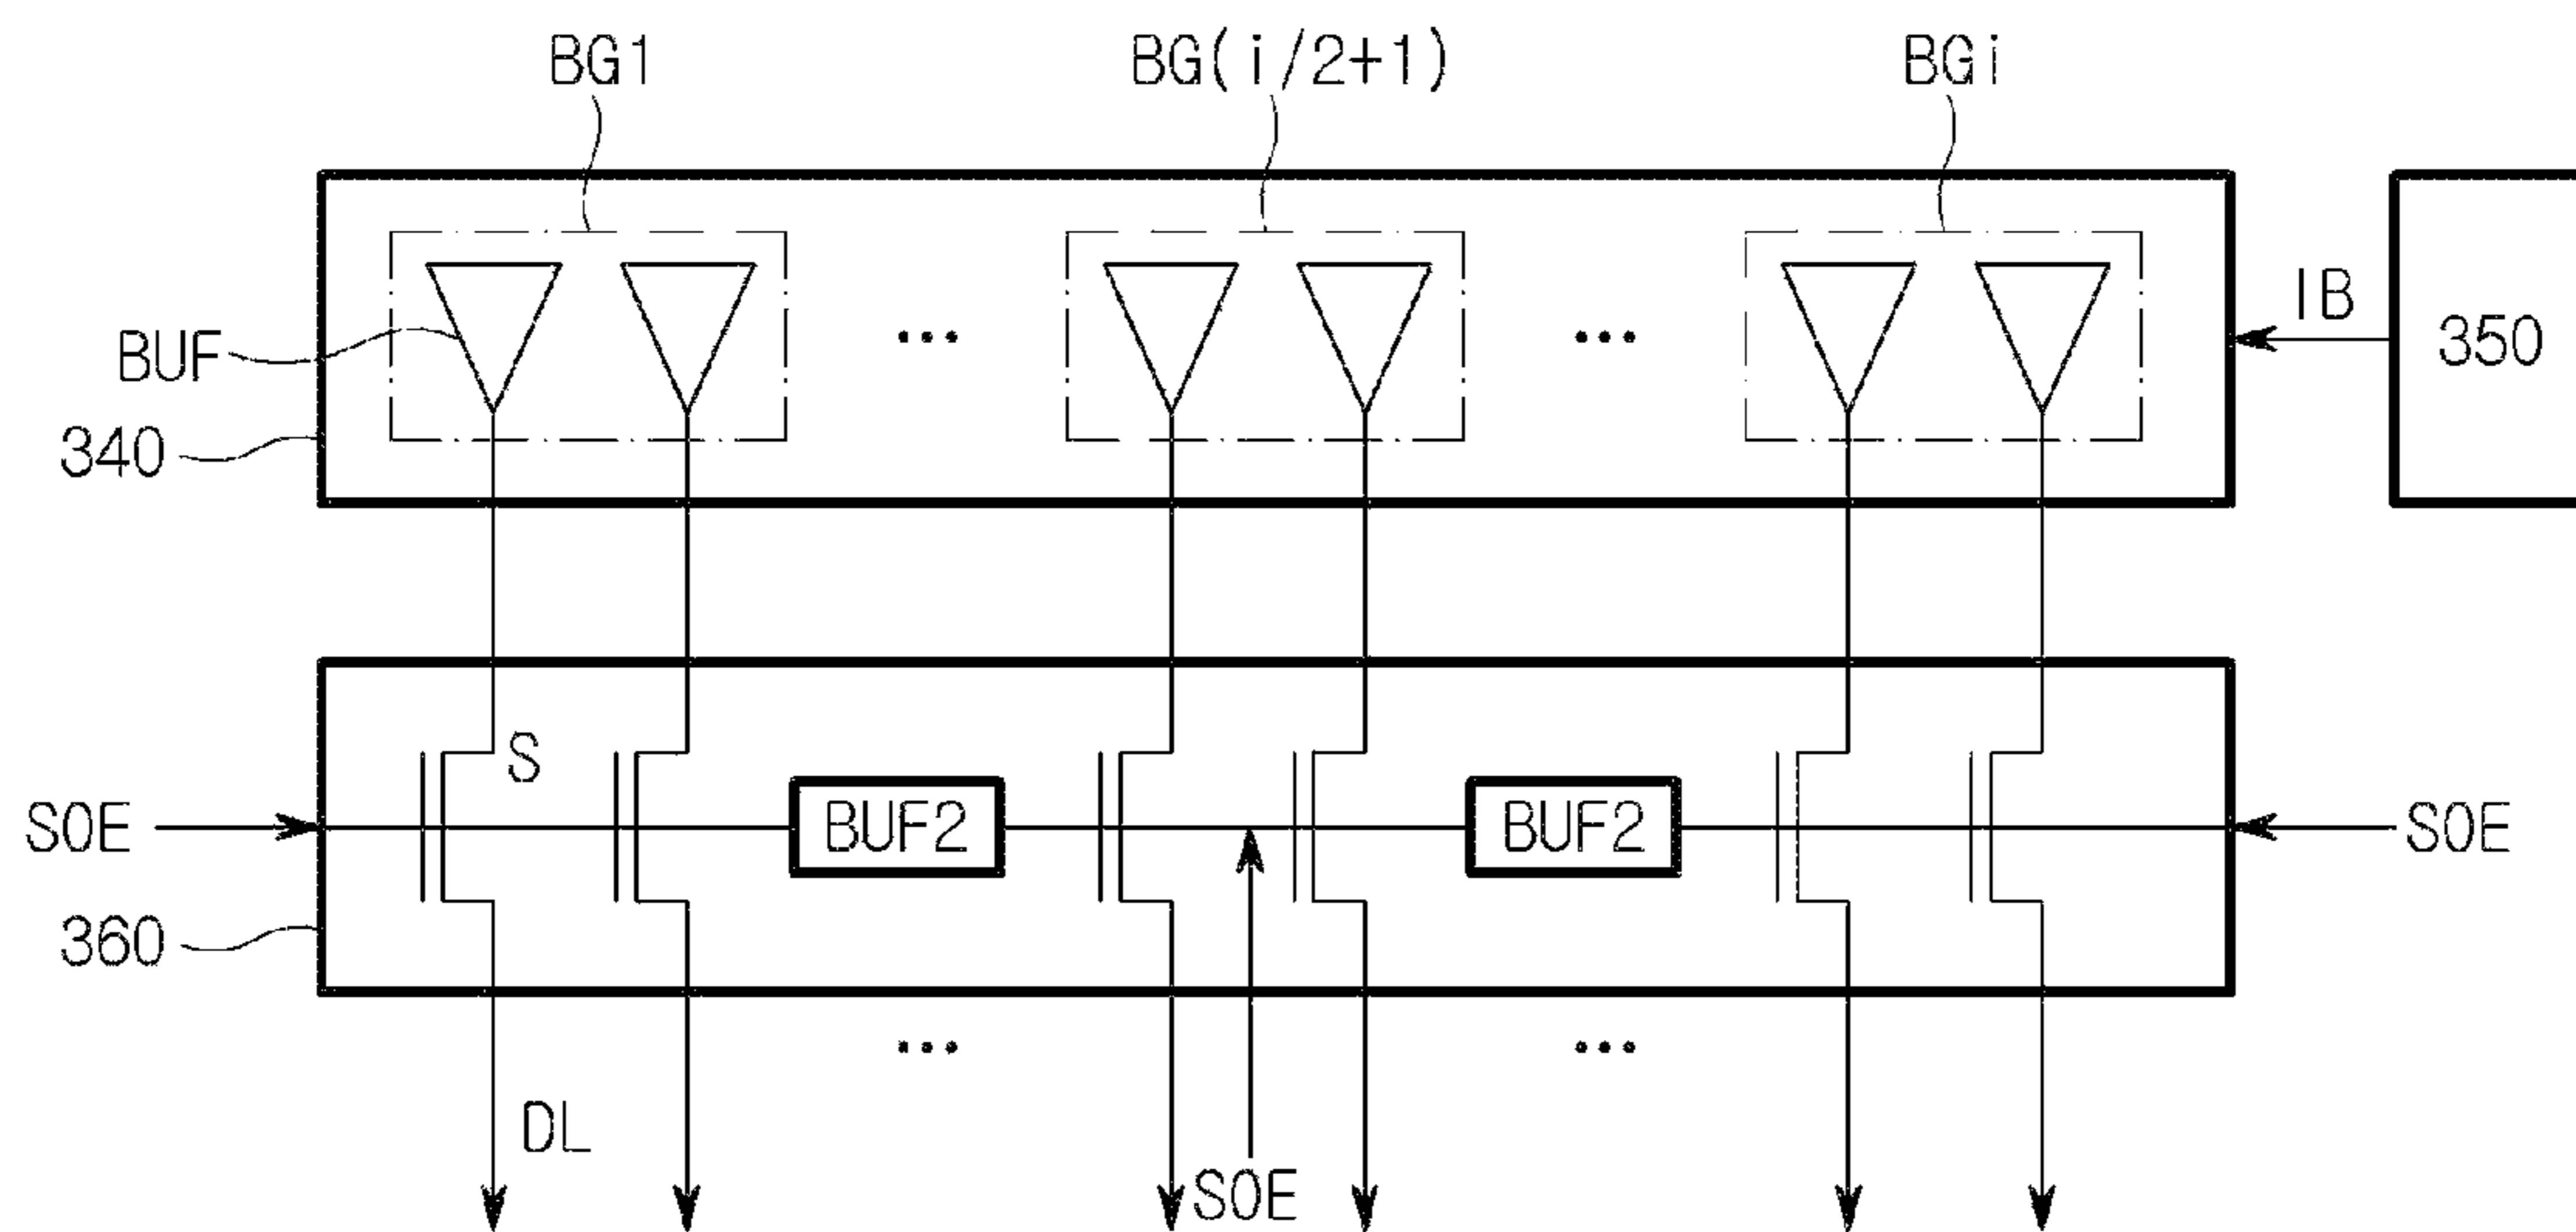 BG1 BG(i/2+1) BGi
IB
BUF ... ... 350
340
S
SOE BUF2 BUF2 SOE
360
... ...
DL
SOE